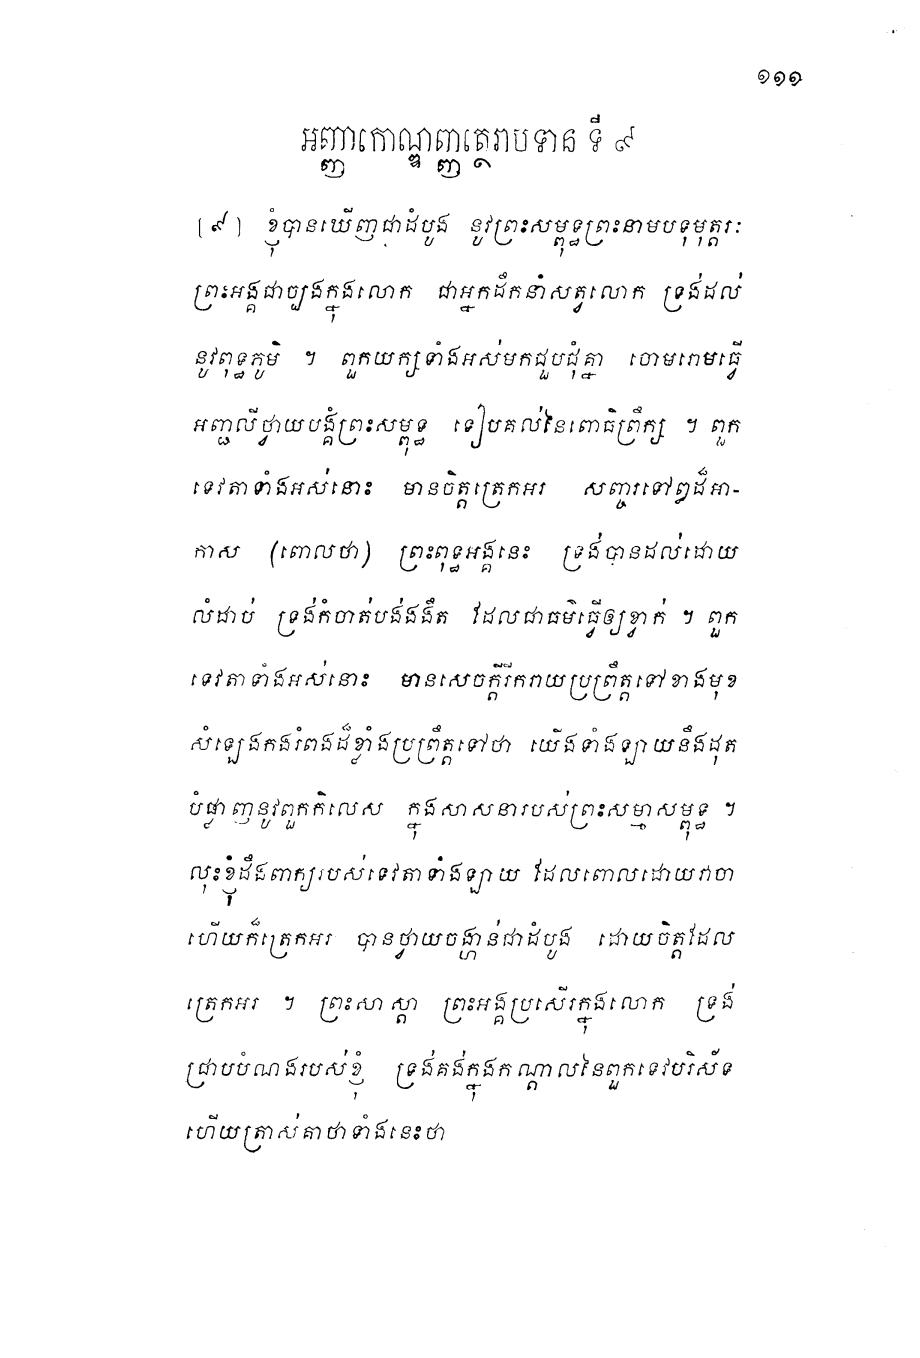 ១១១
អញ្ញាកោណ្ឌញ្ញត្ថេរាបទាន ទី ៩
(៩) ខ្ញុំបានឃើញជាដំបូង នូវព្រះសម្ពុទ្ធព្រះនាមបទុមុត្តរៈ
ព្រះអង្គជាច្បងក្នុងលោក ជាអ្នកដឹកនាំសត្វលោក ទ្រង់ដល់
នូវពុទ្ធភូមិ ។ ពួកយក្សទាំងអស់មកជួបជុំគ្នា ចោមរោមធ្វើ
អញ្ជលីថ្វាយបង្គំព្រះសម្ពុទ្ធ ទៀបគល់នៃពោធិព្រឹក្ស ។ ពួក
ទេវតាទាំងអស់នោះ មានចិត្តត្រេកអរ សញ្ចរទៅឰដ៏អា-
កាស (ពោលថា) ព្រះពុទ្ធអង្គនេះ ទ្រង់បានដល់ដោយ
លំដាប់ ទ្រង់កំចាត់បង់ងងឹត ដែលជាធម៌ធ្វើឲ្យខ្វាក់ ។ ពួក
ទេវតាទាំងអស់នោះ មានសេចក្តីរីករាយប្រព្រឹត្តទៅខាងមុខ
សំឡេងកងរំពងដ៏ខ្លាំងប្រព្រឹត្តទៅថា យើងទាំងឡាយនឹងដុត
បំផ្លាញនូវពួកកិលេស ក្នុងសាសនារបស់ព្រះសម្មាសម្ពុទ្ធ ។
លុះខ្ញុំដឹងពាក្យរបស់ទេវតាទាំងឡាយ ដែលពោលដោយវាចា
ហើយក៏ត្រេកអរ បានថ្វាយចង្ហាន់ជាដំបូង ដោយចិត្តដែល
ត្រេកអរ ។ ព្រះសាស្តា ព្រះអង្គប្រសើរក្នុងលោក ទ្រង់
ជ្រាបបំណងរបស់ខ្ញុំ ទ្រង់គង់ក្នុងកណ្តាលនៃពួកទេវបរិស័ទ
ហើយត្រាស់គាថាទាំងនេះថា